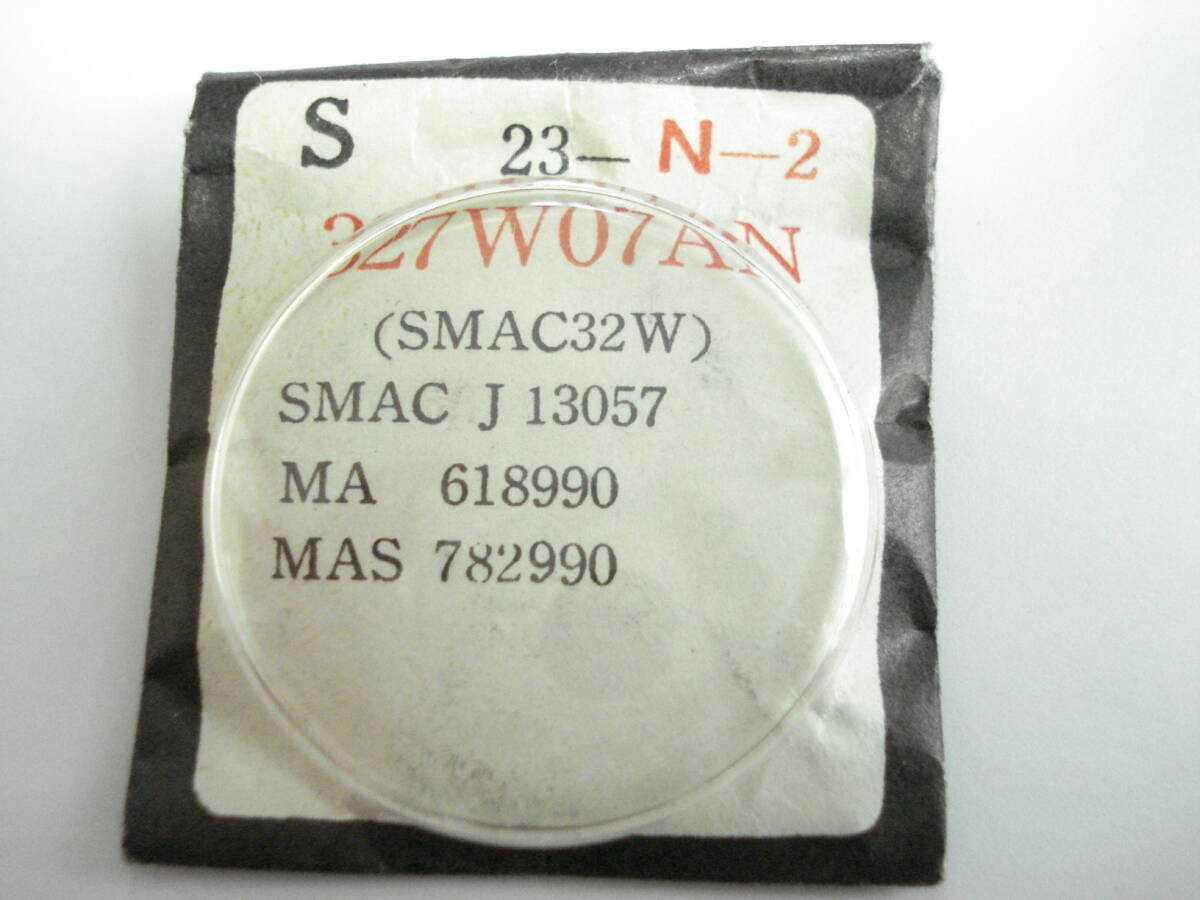 S 23— N—2
327W07AN
(SMAC32W)
SMAC J 13057
MA 618990
MAS 782990